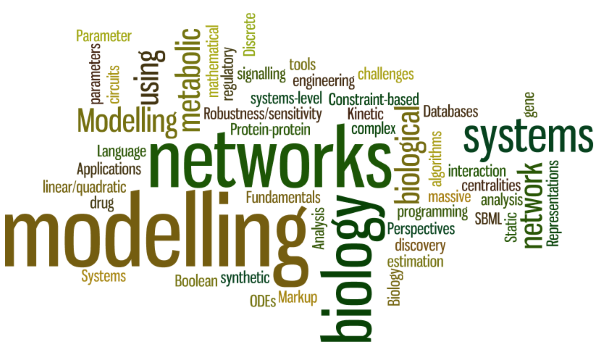 Parameter
parameters
circuits
using
metabolic
mathematical
regulatory
Discrete
signalling
tools
engineering
challenges
systems-level
Constraint-based
Robustness/sensitivity
Kinetic
Databases
Modelling
Protein-protein
complex
biological
algorithms
gene
systems
Language
networks
Applications
interaction
linear/quadratic
centralities
drug
Fundamentals
massive
analysis
network
Representations
modelling
Analysis
biology
programming
SBML
Static
Perspectives
discovery
estimation
Systems
Boolean
synthetic
Biology
ODEs
Markup